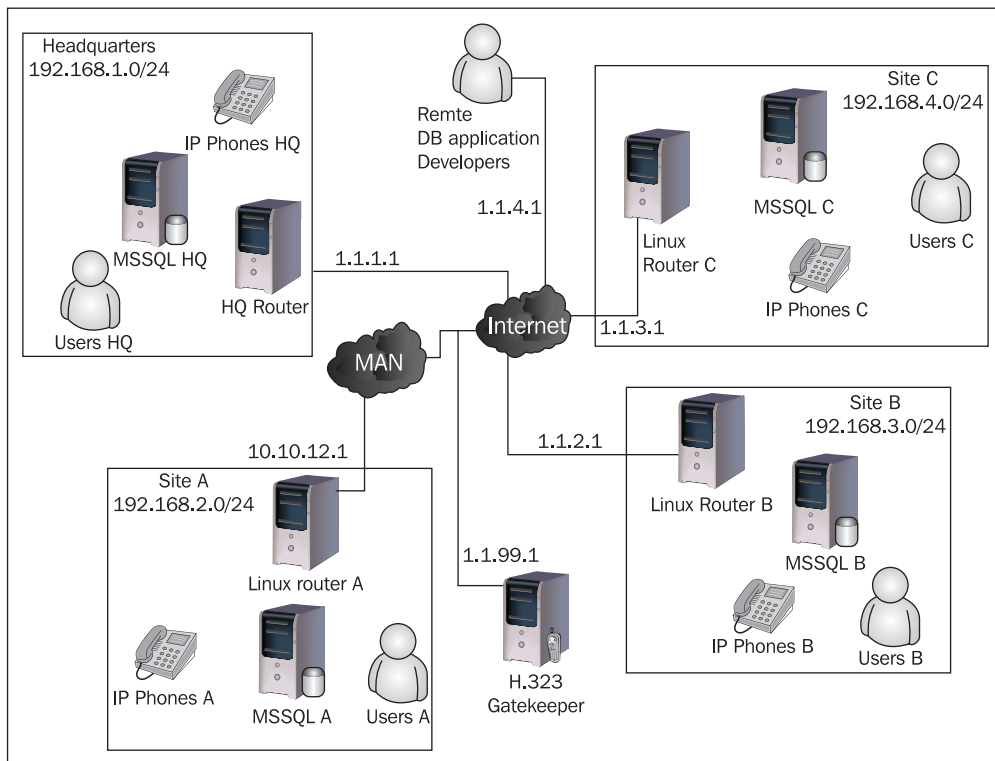 Headquarters
192.168.1.0/24
IP Phones HQ
MSSQL HQ
HQ Router
Users HQ
1.1.1.1
Remte
DB application
Developers
1.1.4.1
Site C
192.168.4.0/24
MSSQL C
Linux
Router C
Users C
IP Phones C
1.1.3.1
Internet
MAN
10.10.12.1
1.1.2.1
Site B
192.168.3.0/24
Linux Router B
MSSQL B
IP Phones B
Users B
Site A
192.168.2.0/24
Linux router A
IP Phones A
MSSQL A
Users A
1.1.99.1
H.323
Gatekeeper